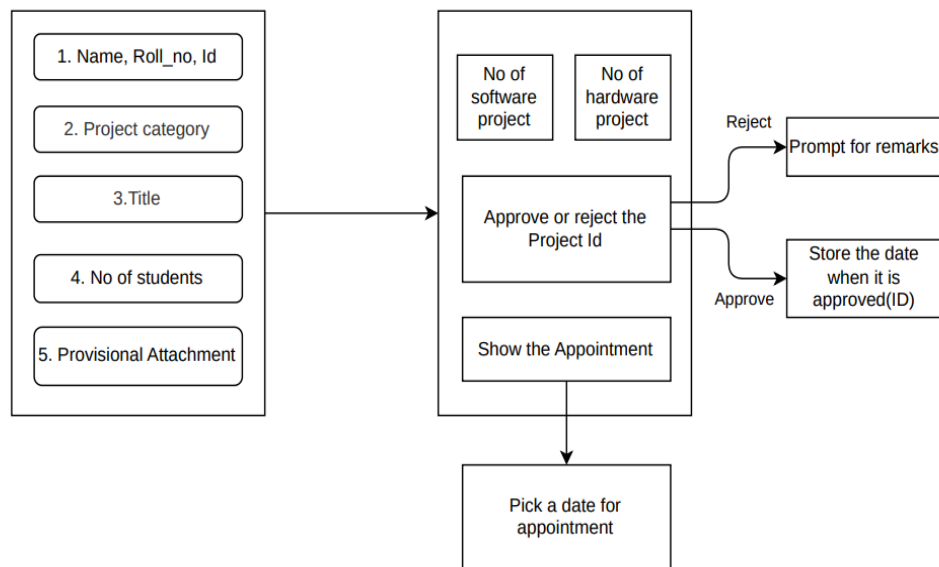 1. Name, Roll_no, Id
2. Project category
3.Title
4. No of students
5. Provisional Attachment
No of
software
project
No of
hardware
project
Approve or reject the
Project Id
Show the Appointment
Reject
Prompt for remarks
Approve
Store the date
when it is
approved(ID)
Pick a date for
appointment